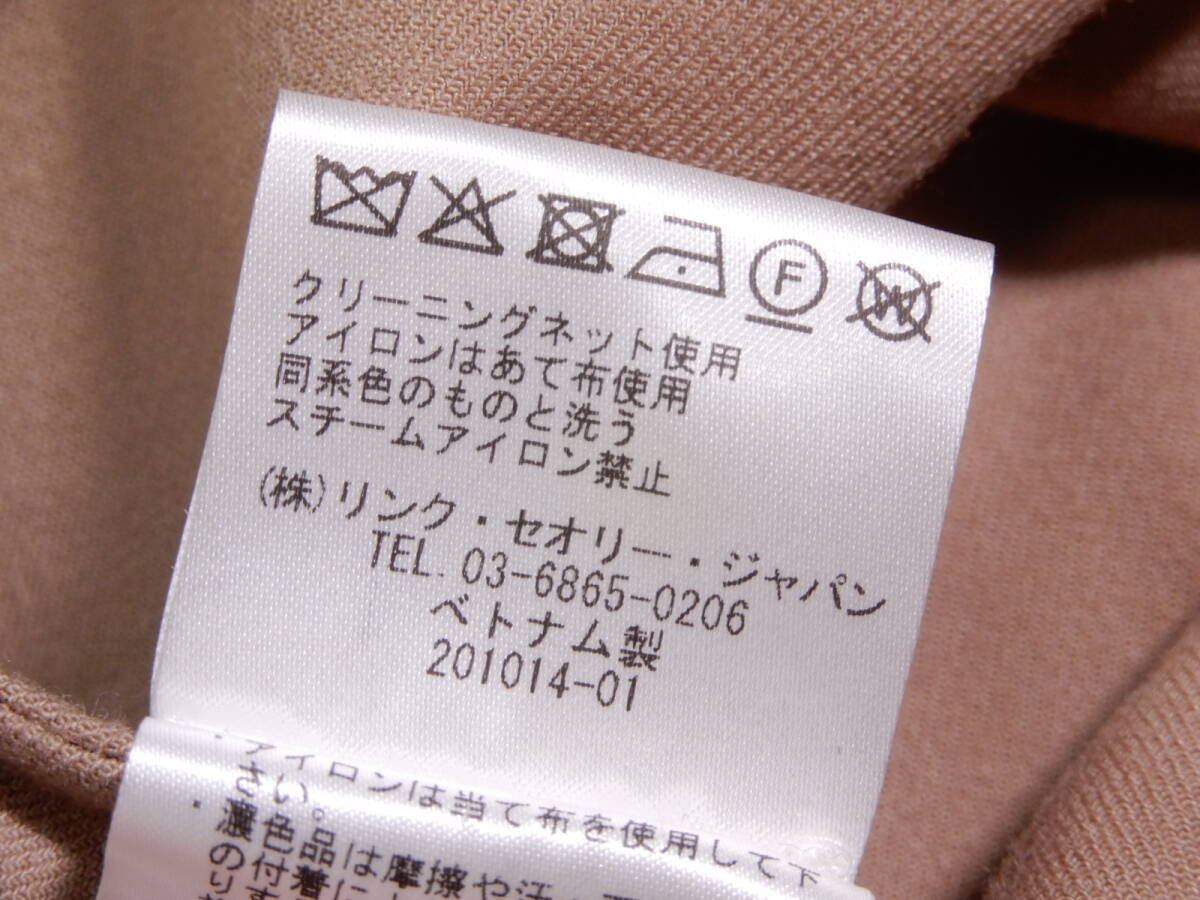 F W
クリーニングネット使用
アイロンはあて布使用
同系色のものと洗う
スチームアイロン禁止
(株)リンク・セオリー・ジャパン
TEL. 03-6865-0206
ベトナム製
201014-01
・アイロンは当て布を使用して下
さい。
・濃色品は摩擦や汗
の付着に